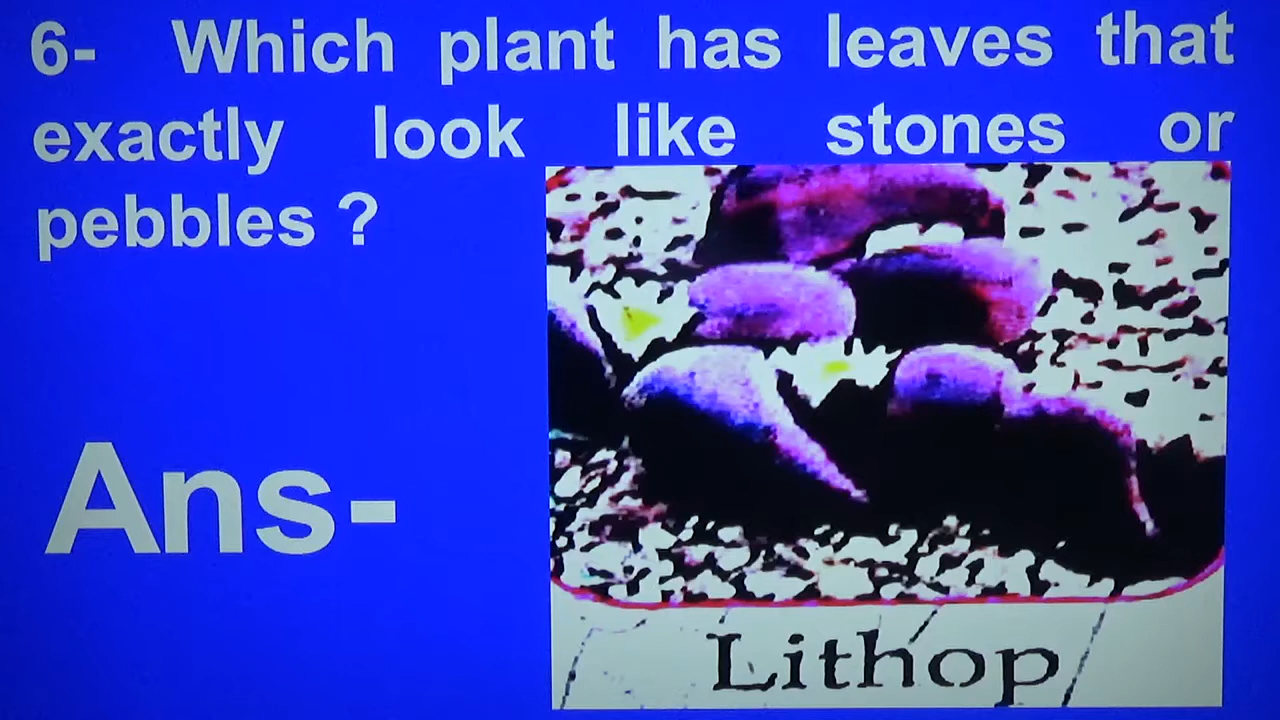 6- Which plant has leaves that
exactly look like stones or
pebbles ?
Ans-
Lithop